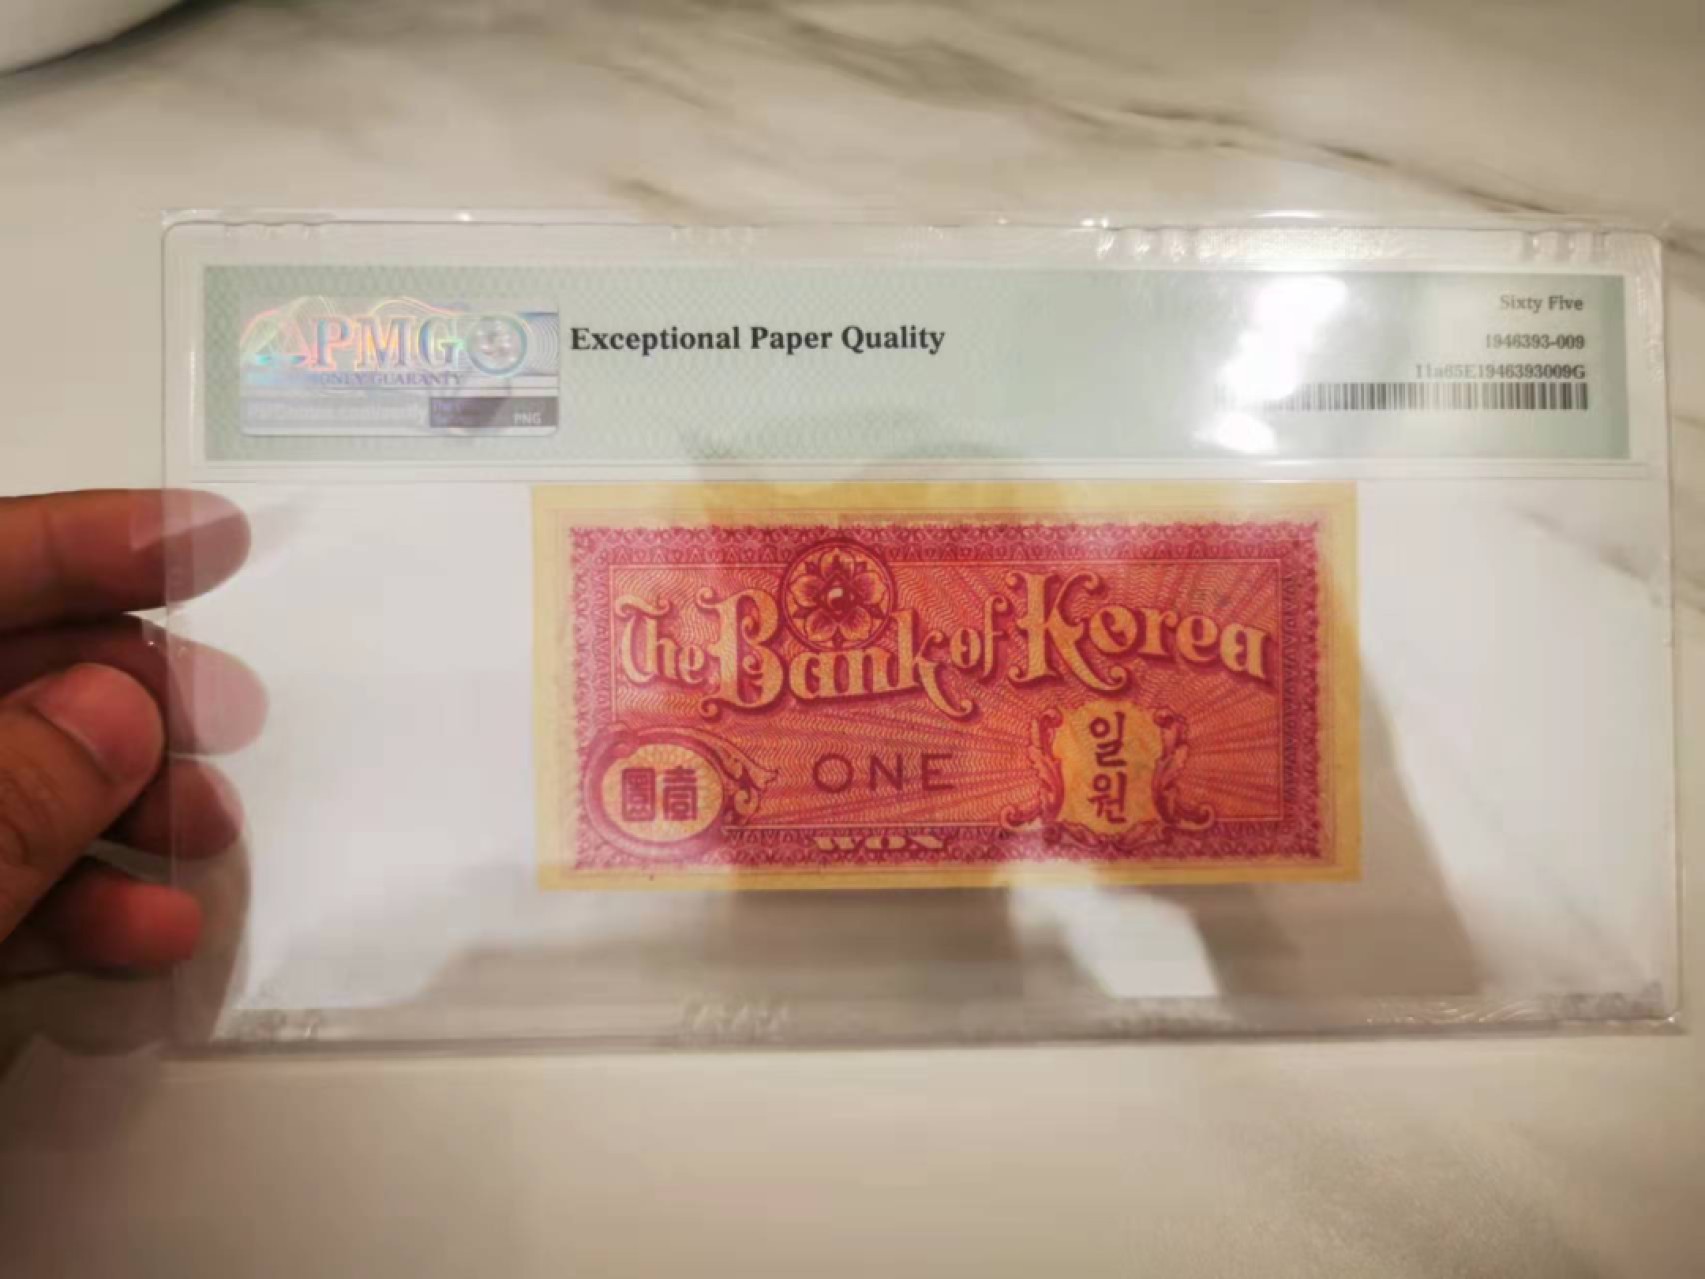 PMG
Exceptional Paper Quality
Sixty Five
1946393-009
11a65E1946393009G
PNG
The Bank of Korea
ONE
圓壹
일원
WON